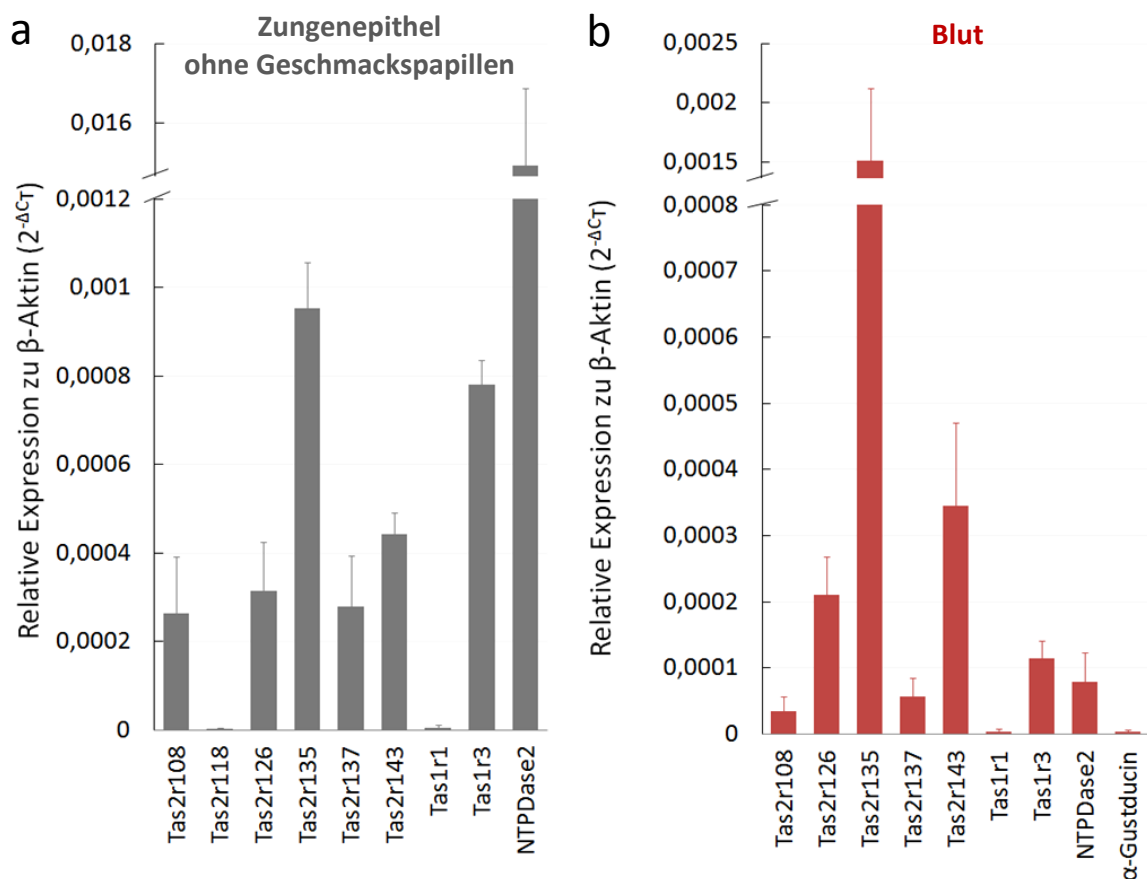 a
Zungenepithel
ohne Geschmackspapillen
Relative Expression zu β-Aktin (2^-ΔCT)
0,018
0,016
0,0012
0,001
0,0008
0,0006
0,0004
0,0002
0
Tas2r108
Tas2r118
Tas2r126
Tas2r135
Tas2r137
Tas2r143
Tas1r1
Tas1r3
NTPDase2
b
Blut
Relative Expression zu β-Aktin (2^-ΔCT)
0,0025
0,002
0,0015
0,0008
0,0007
0,0006
0,0005
0,0004
0,0003
0,0002
0,0001
0
Tas2r108
Tas2r126
Tas2r135
Tas2r137
Tas2r143
Tas1r1
Tas1r3
NTPDase2
α-Gustducin